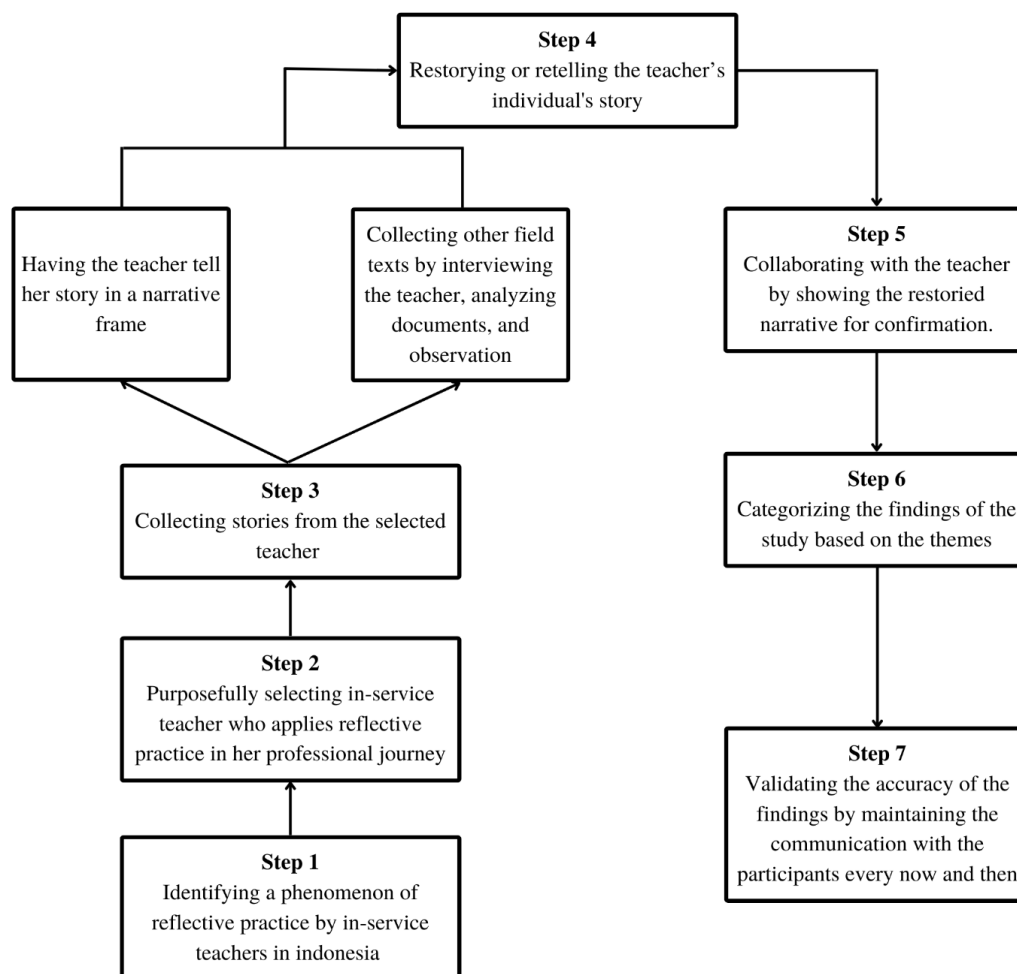 Step 4
Restorying or retelling the teacher's
individual's story
Having the teacher tell
her story in a narrative
frame
Collecting other field
texts by interviewing
the teacher, analyzing
documents, and
observation
Step 5
Collaborating with the teacher
by showing the restoried
narrative for confirmation.
Step 3
Collecting stories from the selected
teacher
Step 6
Categorizing the findings of the
study based on the themes
Step 2
Purposefully selecting in-service
teacher who applies reflective
practice in her professional journey
Step 7
Validating the accuracy of the
findings by maintaining the
communication with the
participants every now and then
Step 1
Identifying a phenomenon of
reflective practice by in-service
teachers in indonesia